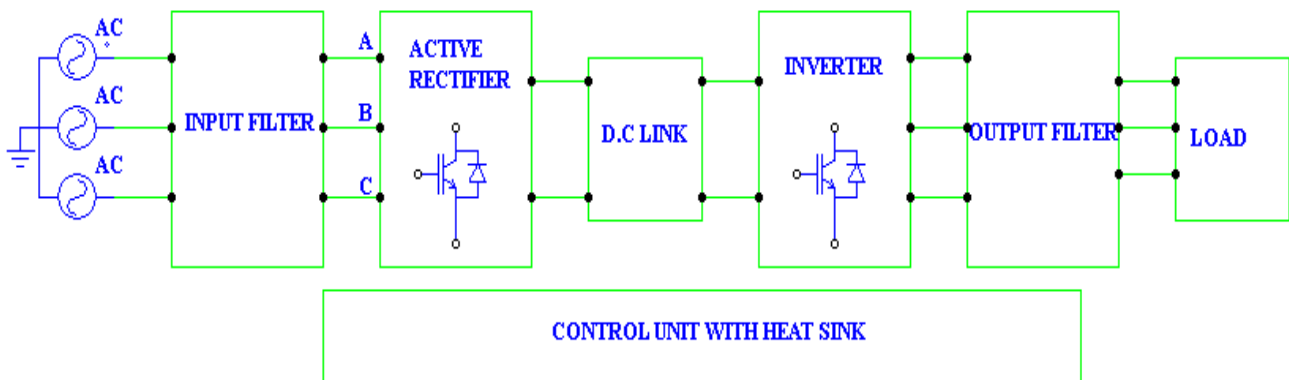 AC
AC
AC
INPUT FILTER
A
B
C
ACTIVE
RECTIFIER
D.C LINK
INVERTER
OUTPUT FILTER
LOAD
CONTROL UNIT WITH HEAT SINK